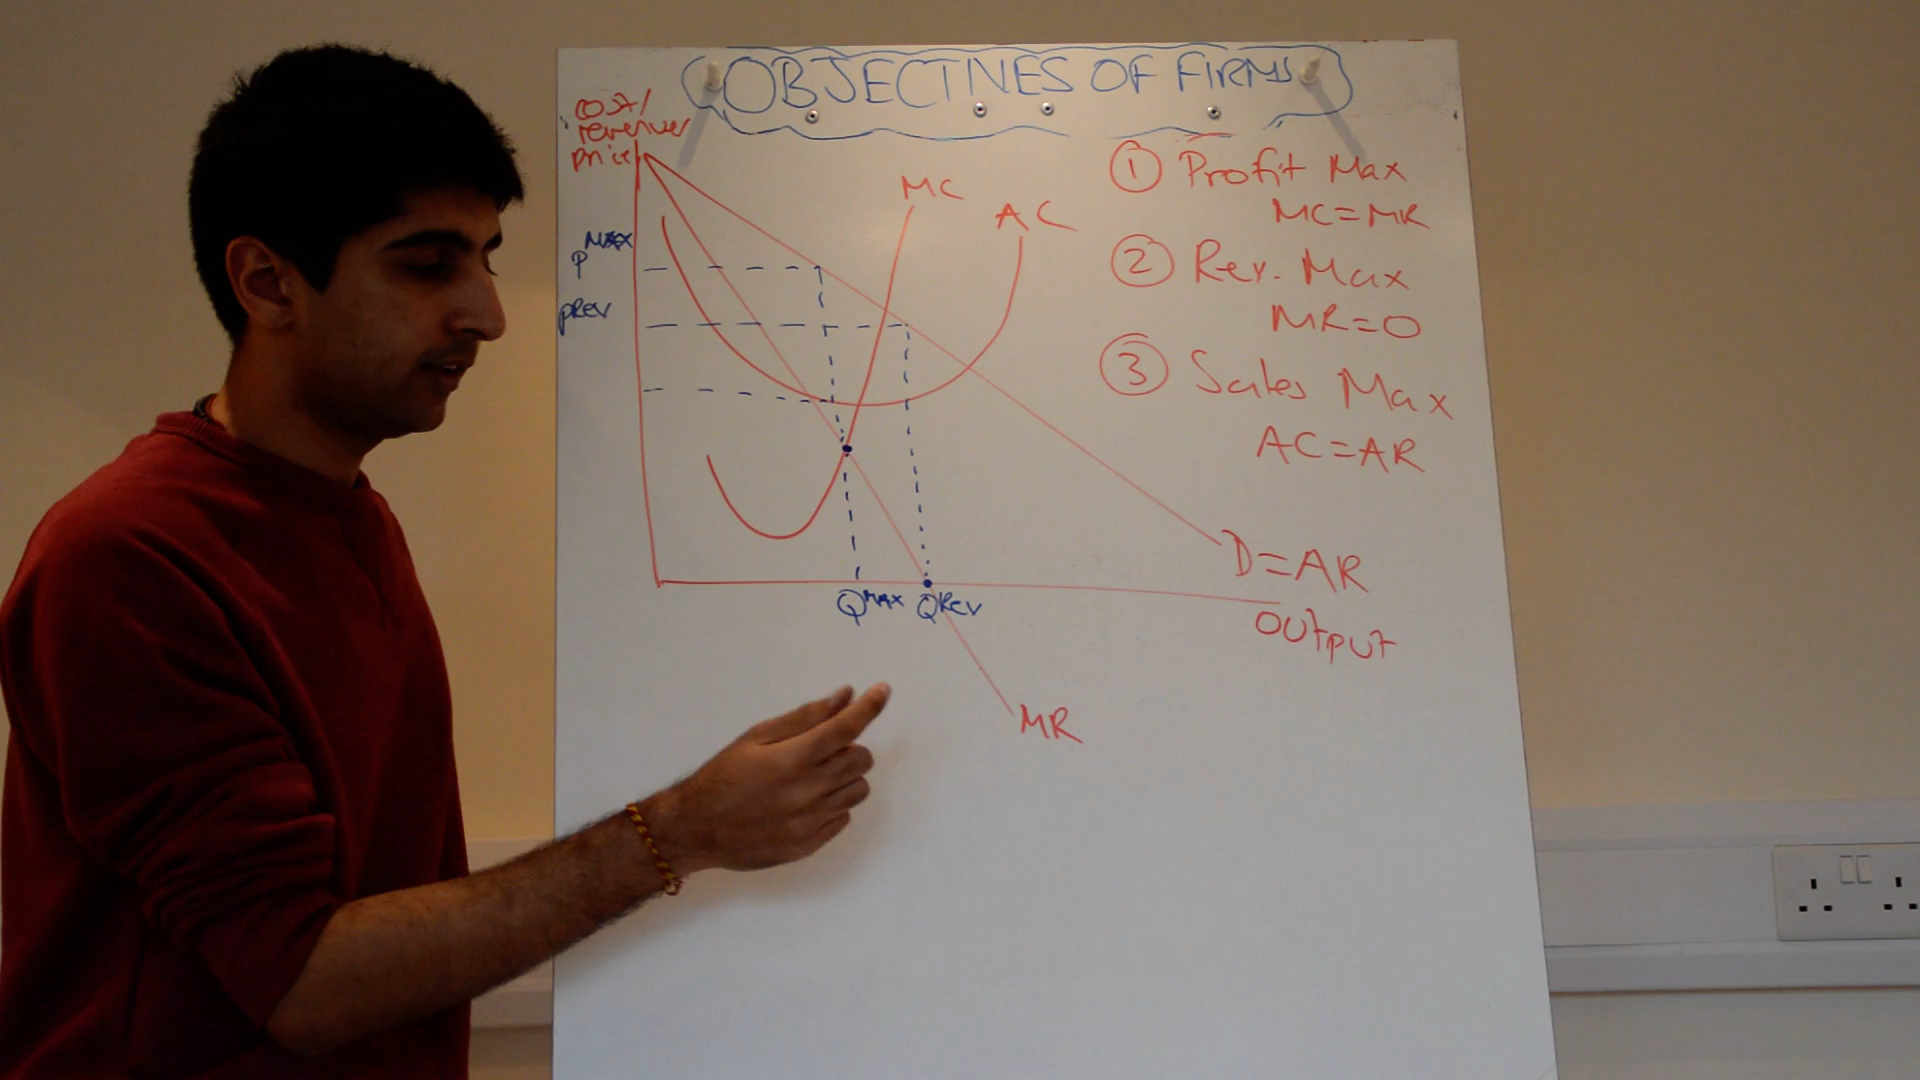 OBJECTIVES OF FIRMS
COST/
revenue/
price
MC
AC
P MAX
P REV
1 Profit Max
MC=MR
2 Rev. Max
MR=0
3 Sales Max
AC=AR
D=AR
OUTPUT
Q MAX Q REV
MR